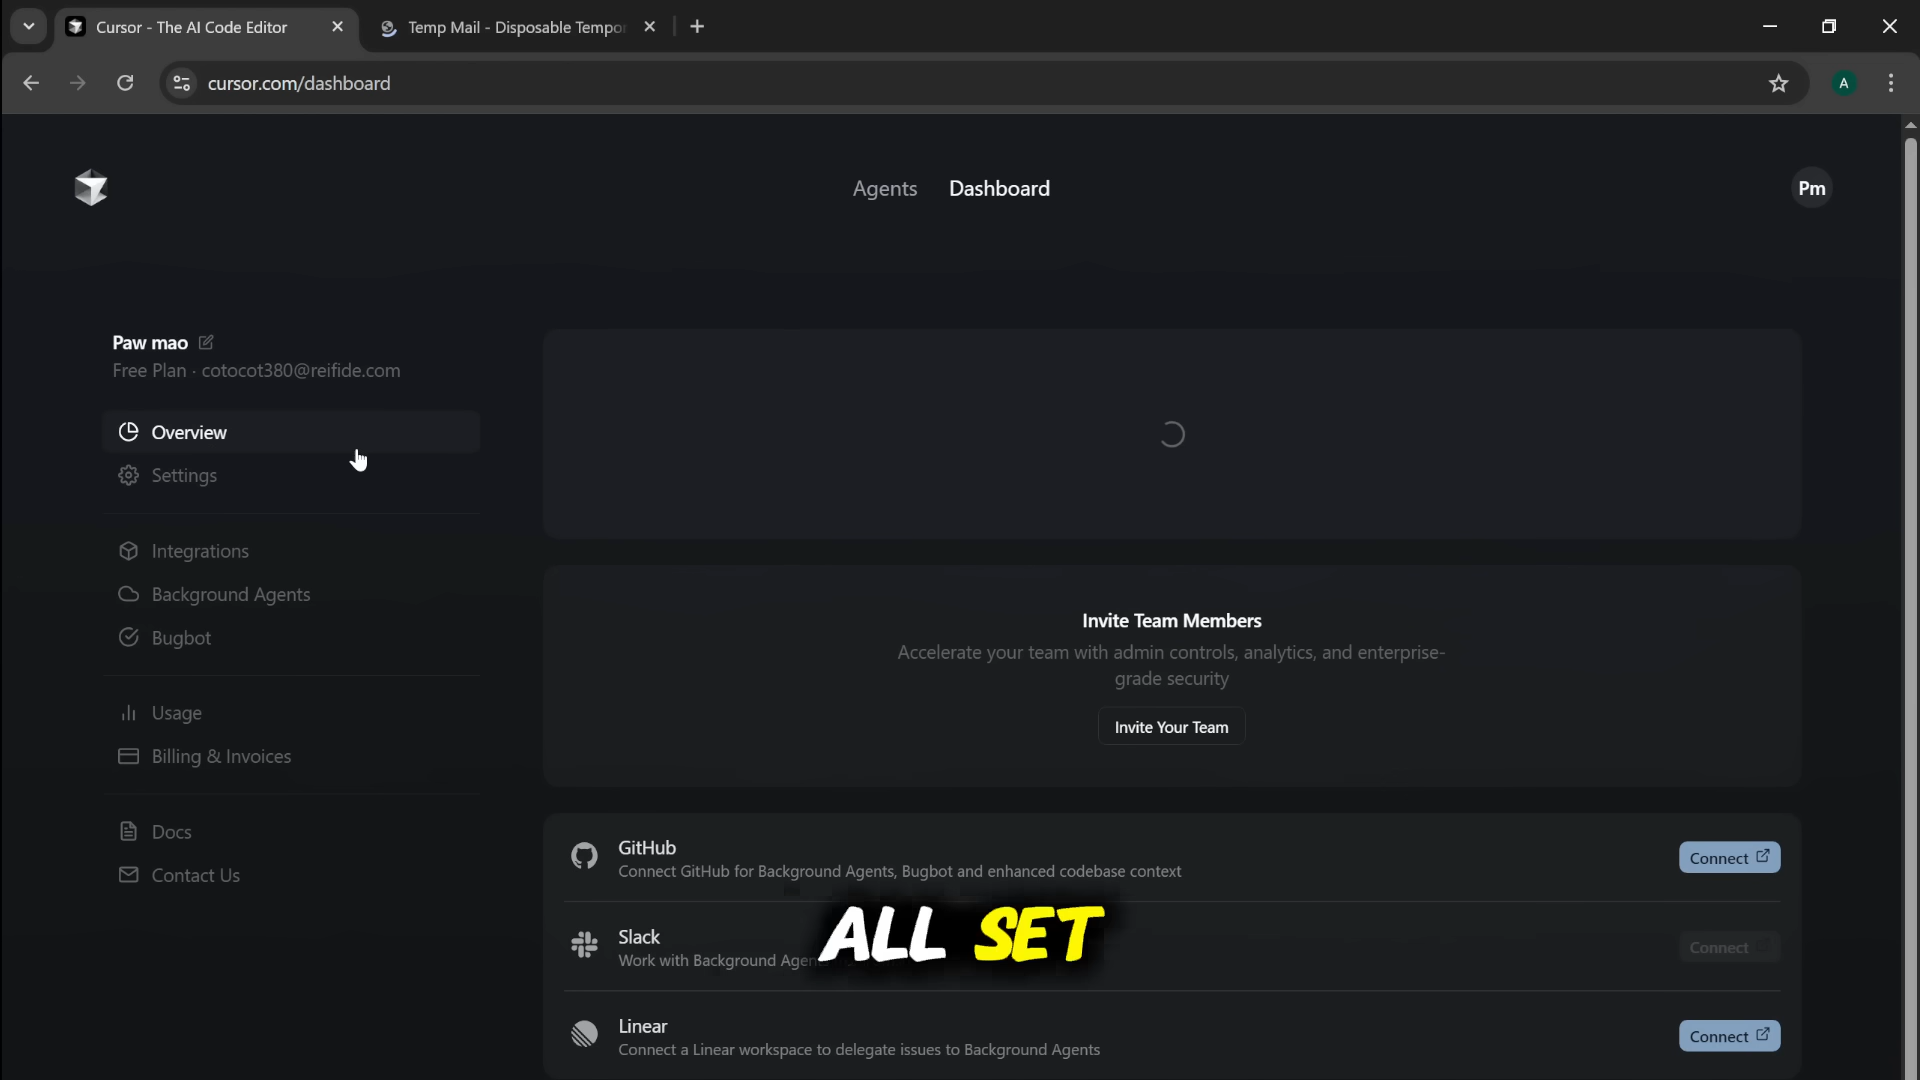 Cursor - The AI Code Editor
Temp Mail - Disposable Tempor
cursor.com/dashboard
A
Agents
Dashboard
Pm
Paw mao
Free Plan · cotocot380@reifide.com
Overview
Settings
Integrations
Background Agents
Bugbot
Usage
Billing & Invoices
Docs
Contact Us
Invite Team Members
Accelerate your team with admin controls, analytics, and enterprise-
grade security
Invite Your Team
GitHub
Connect GitHub for Background Agents, Bugbot and enhanced codebase context
Connect
Slack
Work with Background Agen
Connect
ALL SET
Linear
Connect a Linear workspace to delegate issues to Background Agents
Connect